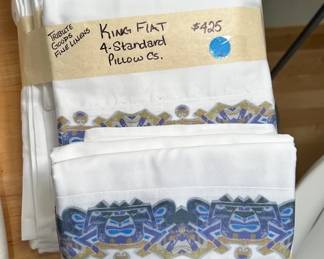 TRIBUTE
GOODS
FINE LINENS
KING FLAT
4-STANDARD
PILLOW CS.
$425